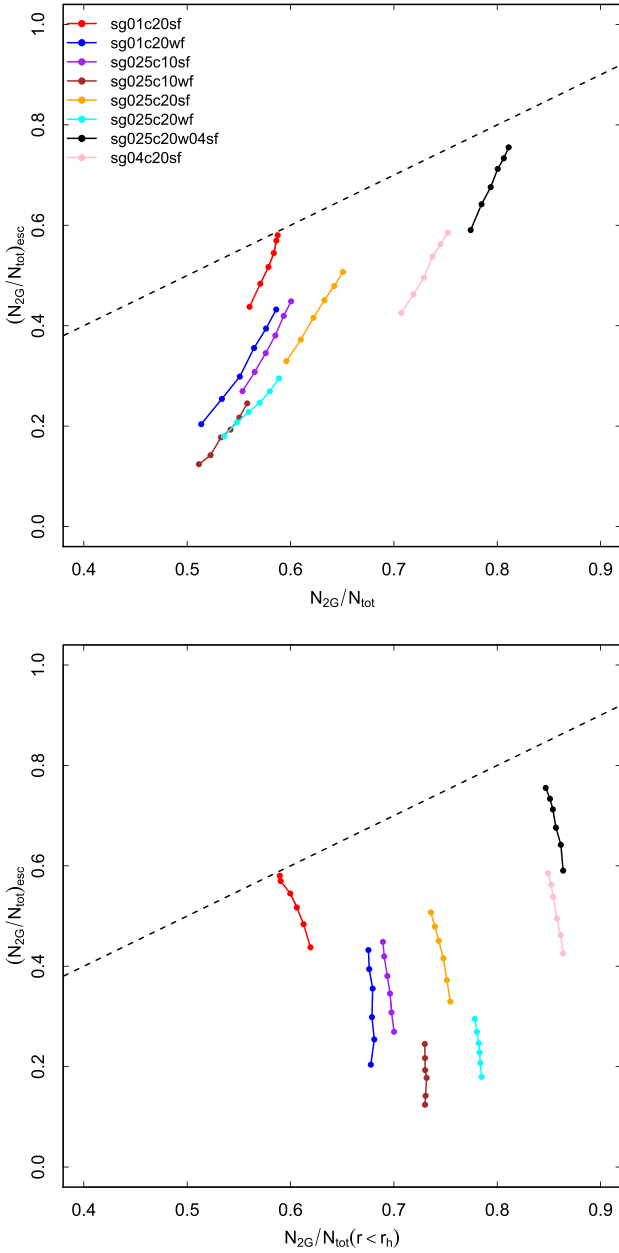 1.0
0.8
0.6
0.4
0.2
0.0
(N2G/Ntot)esc
sg01c20sf
sg01c20wf
sg025c10sf
sg025c10wf
sg025c20sf
sg025c20wf
sg025c20w04sf
sg04c20sf
0.4 0.5 0.6 0.7 0.8 0.9
N2G/Ntot
1.0
0.8
0.6
0.4
0.2
0.0
(N2G/Ntot)esc
0.4 0.5 0.6 0.7 0.8 0.9
N2G/Ntot(r < rh)